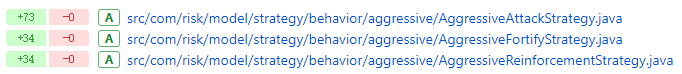 +73 −0 A src/com/risk/model/strategy/behavior/aggressive/AggressiveAttackStrategy.java
+34 −0 A src/com/risk/model/strategy/behavior/aggressive/AggressiveFortifyStrategy.java
+34 −0 A src/com/risk/model/strategy/behavior/aggressive/AggressiveReinforcementStrategy.java